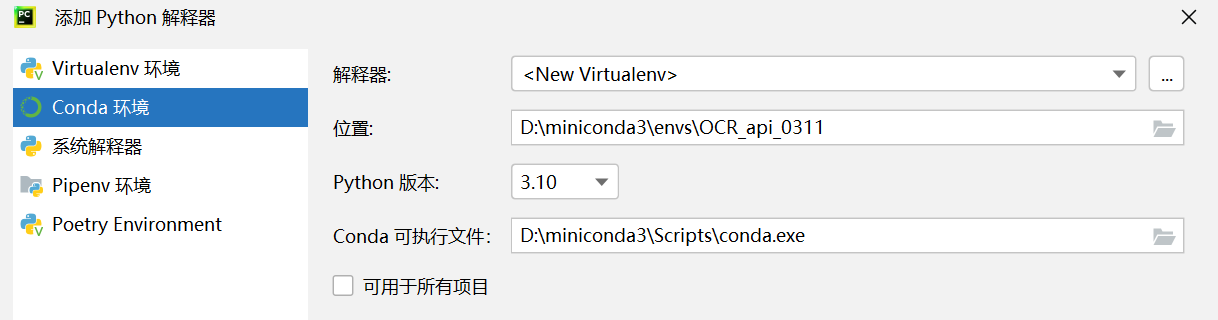 PC
添加 Python 解释器
Virtualenv 环境
Conda 环境
系统解释器
Pipenv 环境
Poetry Environment
解释器:
<New Virtualenv>
...
位置:
D:\miniconda3\envs\OCR_api_0311
Python 版本:
3.10
Conda 可执行文件:
D:\miniconda3\Scripts\conda.exe
可用于所有项目